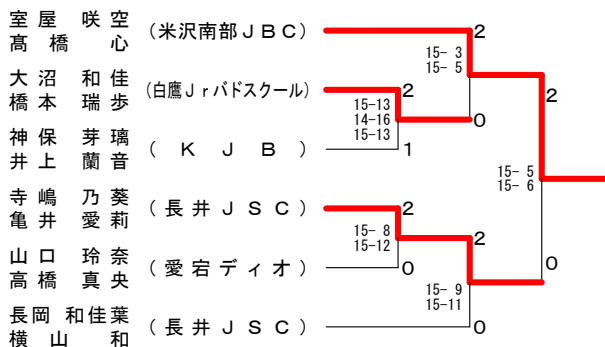 室屋 咲空
髙橋 心
(米沢南部JBC)
2
15- 3
15- 5
大沼 和佳
橋本 瑞歩
(白鷹Jrバドスクール)
2
15-13
14-16
15-13
0
2
神保 芽璃
井上 蘭音
(KJB)
1
15- 5
15- 6
寺嶋 乃葵
亀井 愛莉
(長井JSC)
2
15- 8
15-12
2
0
山口 玲奈
高橋 真央
(愛宕ディオ)
0
15- 9
15-11
長岡 和佳葉
横山 和
(長井JSC)
0